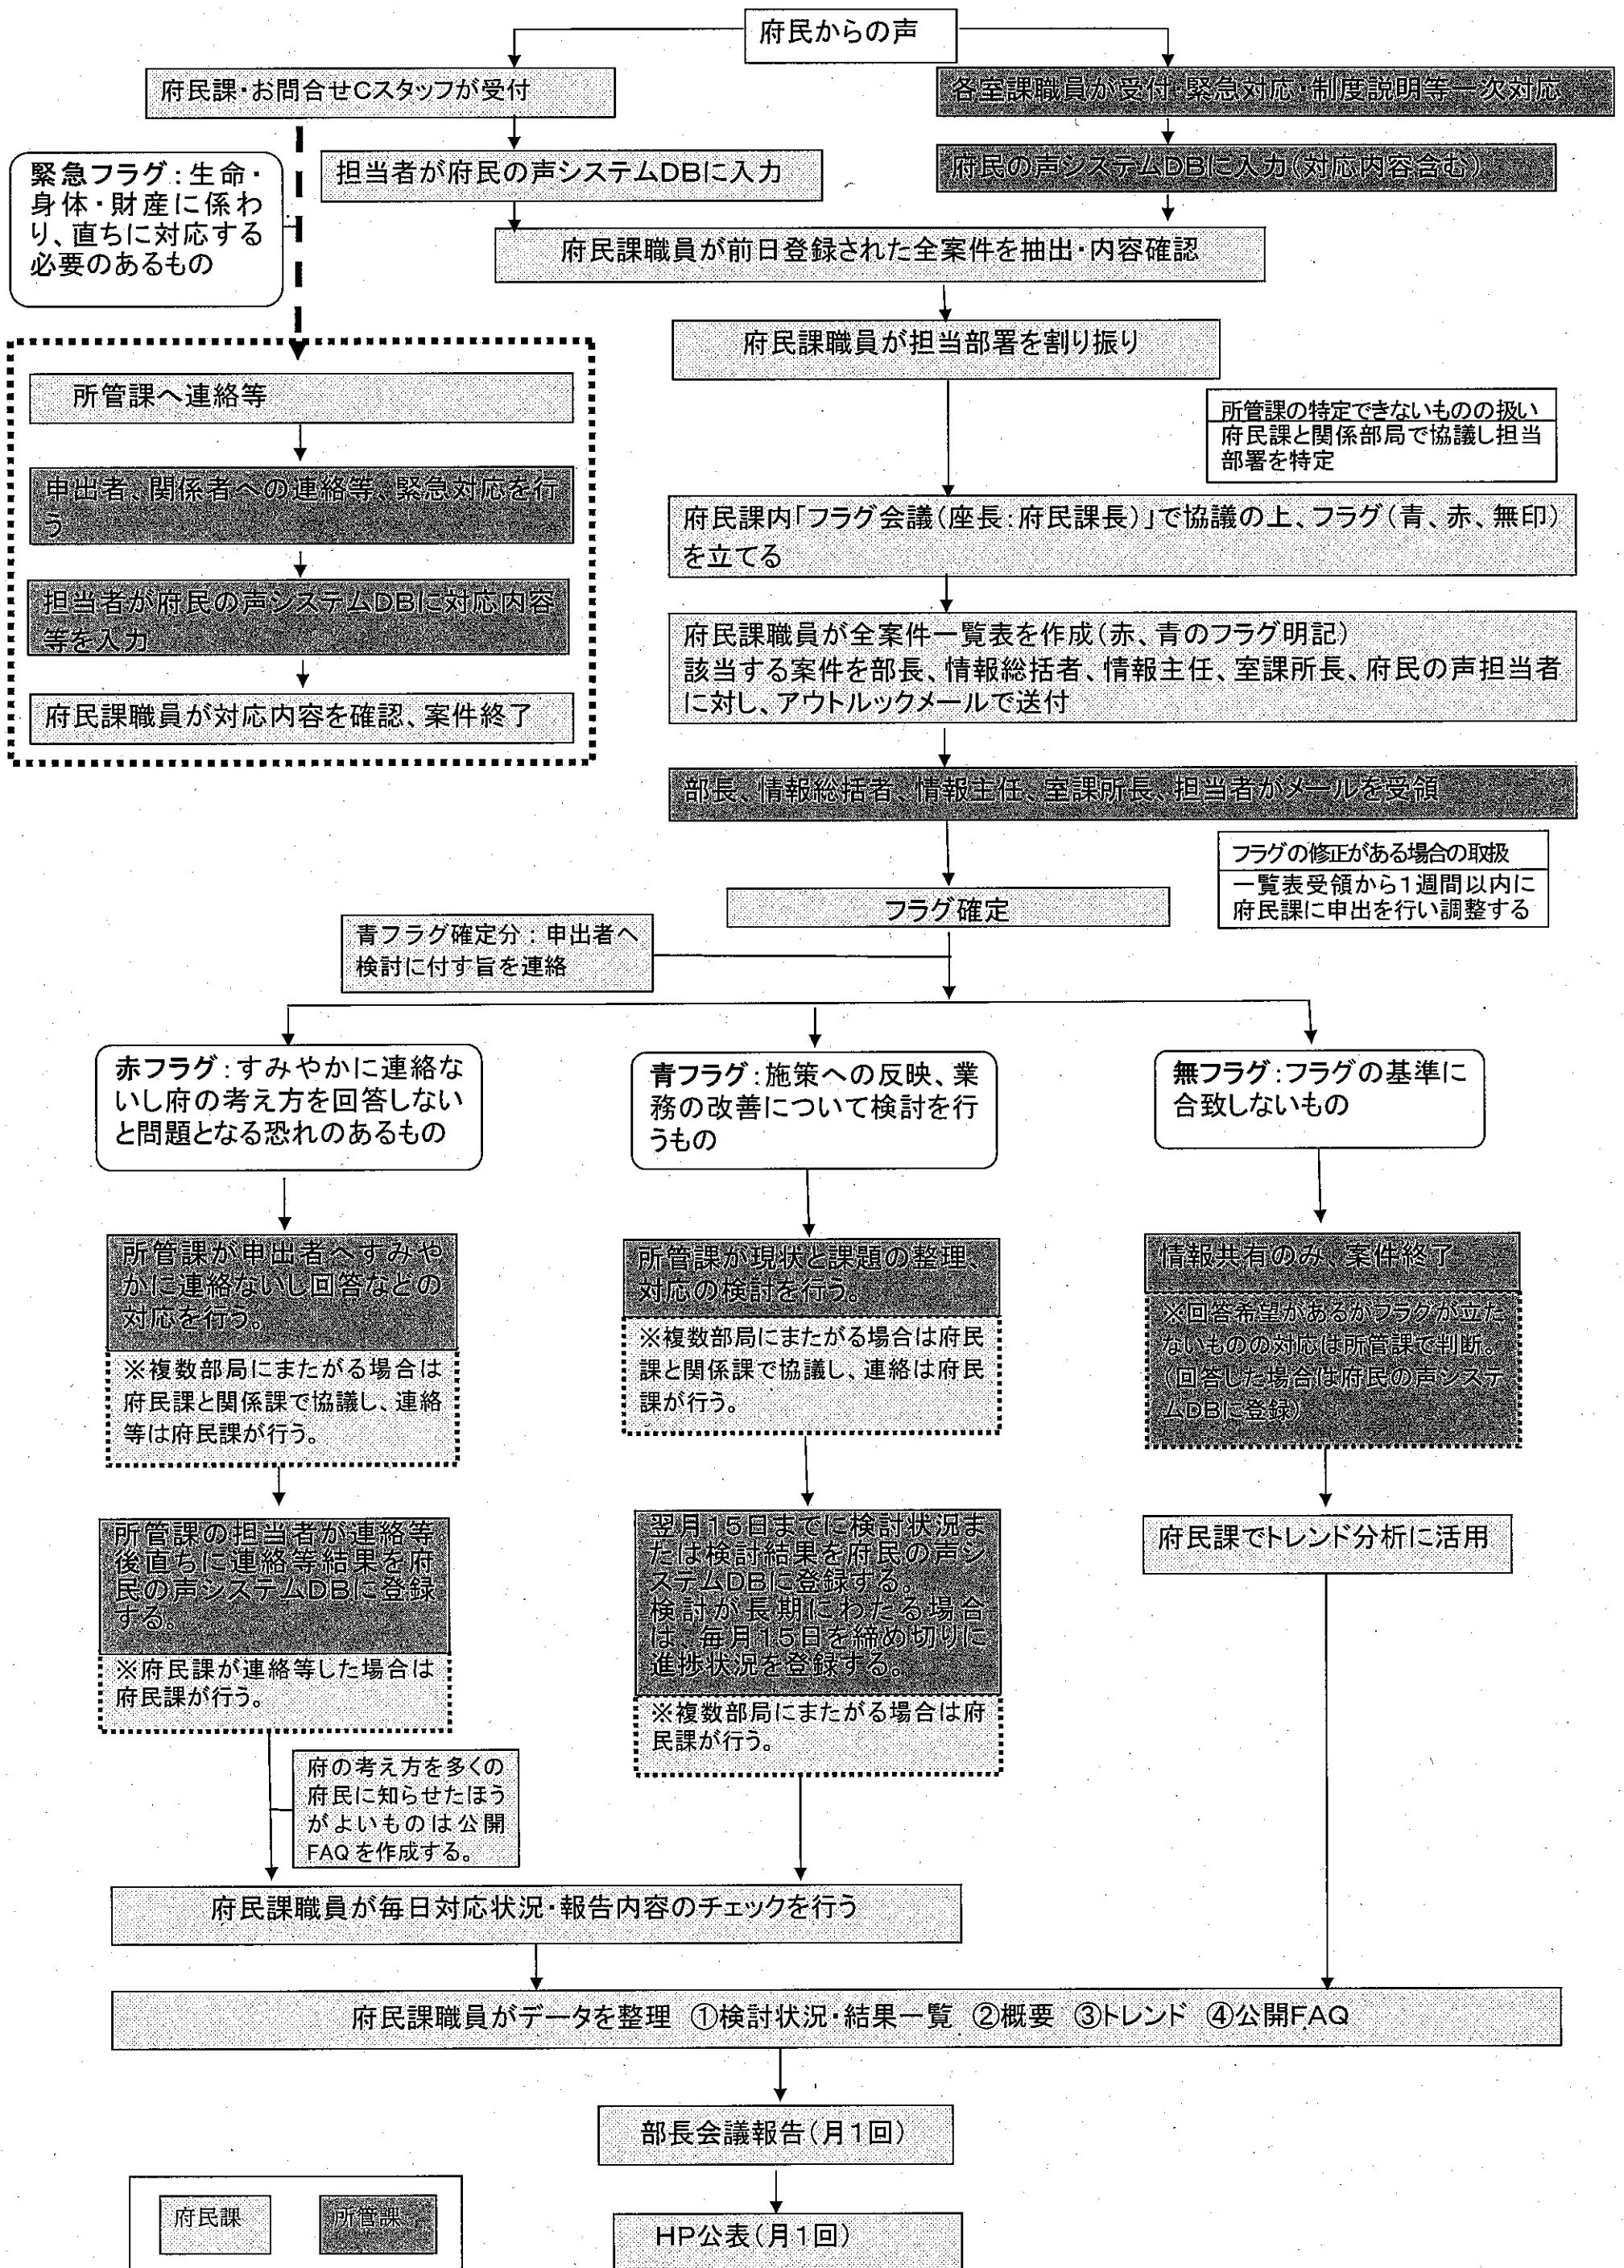 府民からの声
府民課・お問合せCスタッフが受付
各室課職員が受付・緊急対応・制度説明等一次対応
緊急フラグ：生命・
身体・財産に係わ
り、直ちに対応する
必要のあるもの
担当者が府民の声システムDBに入力
府民の声システムDBに入力（対応内容含む）
府民課職員が前日登録された全案件を抽出・内容確認
府民課職員が担当部署を割り振り
所管課へ連絡等
申出者、関係者への連絡等、緊急対応を行
う
担当者が府民の声システムDBに対応内容
等を入力
府民課職員が対応内容を確認、案件終了
所管課の特定できないものの扱い
府民課と関係部局で協議し担当
部署を特定
府民課内「フラグ会議（座長：府民課長）」で協議の上、フラグ（青、赤、無印）
を立てる
府民課職員が全案件一覧表を作成（赤、青のフラグ明記）
該当する案件を部長、情報総括者、情報主任、室課所長、府民の声担当者
に対し、アウトルックメールで送付
部長、情報総括者、情報主任、室課所長、担当者がメールを受領
フラグの修正がある場合の取扱
一覧表受領から1週間以内に
府民課に申出を行い調整する
フラグ確定
青フラグ確定分：申出者へ
検討に付す旨を連絡
赤フラグ：すみやかに連絡な
いし府の考え方を回答しない
と問題となる恐れのあるもの
青フラグ：施策への反映、業
務の改善について検討を行
うもの
無フラグ：フラグの基準に
合致しないもの
所管課が申出者へすみや
かに連絡ないし回答などの
対応を行う。
※複数部局にまたがる場合は
府民課と関係課で協議し、連絡
等は府民課が行う。
所管課が現状と課題の整理、
対応の検討を行う。
※複数部局にまたがる場合は府民
課と関係課で協議し、連絡は府民
課が行う。
情報共有のみ、案件終了
※回答希望があるがフラグが立た
ないものの対応は所管課で判断。
（回答した場合は府民の声システ
ムDBに登録）
所管課の担当者が連絡等
後直ちに連絡等結果を府
民の声システムDBに登録
する。
※府民課が連絡等した場合は
府民課が行う。
翌月15日までに検討状況ま
たは検討結果を府民の声シ
ステムDBに登録する。
検討が長期にわたる場合
は、毎月15日を締め切りに
進捗状況を登録する。
※複数部局にまたがる場合は府
民課が行う。
府民課でトレンド分析に活用
府の考え方を多くの
府民に知らせたほう
がよいものは公開
FAQを作成する。
府民課職員が毎日対応状況・報告内容のチェックを行う
府民課職員がデータを整理 ①検討状況・結果一覧 ②概要 ③トレンド ④公開FAQ
部長会議報告（月1回）
HP公表（月1回）
府民課
所管課